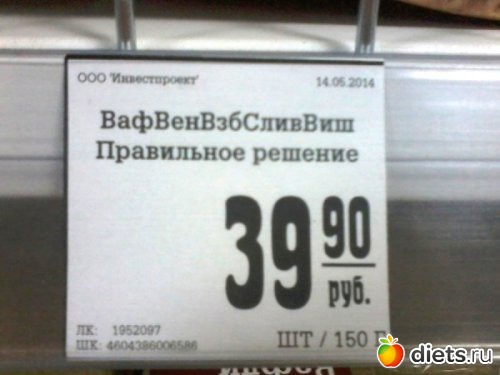 ООО 'Инвестпроект' 14.05.2014
ВафВенВзбСливВиш
Правильное решение
39 90
руб.
ЛК: 1952097
ШК: 4604386006586
ШТ / 150 Г
diets.ru